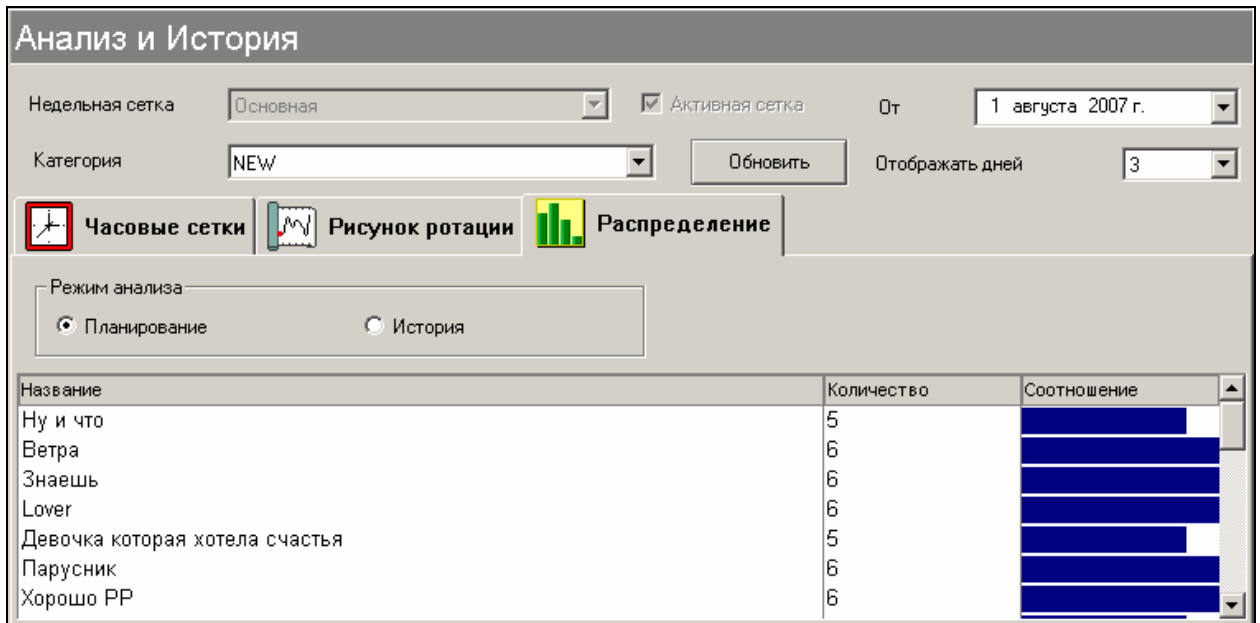 Анализ и История
Недельная сетка Основная Активная сетка От 1 августа 2007 г.
Категория NEW Обновить Отображать дней 3
Часовые сетки Рисунок ротации Распределение
Режим анализа
Планирование История
Название Количество Соотношение
Ну и что 5
Ветра 6
Знаешь 6
Lover 6
Девочка которая хотела счастья 5
Парусник 6
Хорошо РР 6